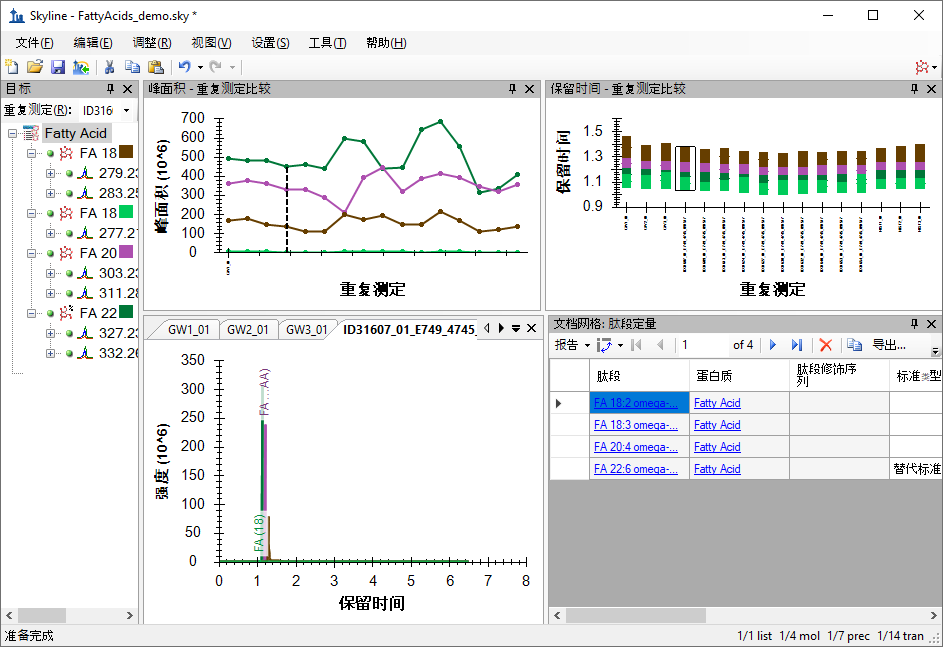 Skyline - FattyAcids_demo.sky *
文件(F) 编辑(E) 调整(R) 视图(V) 设置(S) 工具(T) 帮助(H)
目标
重复测定(R): ID316
Fatty Acid
FA 18
279.23
283.25
FA 18
277.21
FA 20
303.23
311.28
FA 22
327.23
332.26
峰面积 - 重复测定比较
700
600
500
400
300
200
100
0
峰面积 (10^6)
重复测定
保留时间 - 重复测定比较
1.5
1.3
1.1
0.9
保留时间
重复测定
GW1_01 GW2_01 GW3_01 ID31607_01_E749_4745_
350
300
250
200
150
100
50
0
强度 (10^6)
FA (...AA)
FA (18)
0 1 2 3 4 5 6 7 8
保留时间
文档网格: 肽段定量
报告 1 of 4 导出...
肽段 蛋白质 肽段修饰序列 标准类型
FA 18:2 omega-... Fatty Acid
FA 18:3 omega-... Fatty Acid
FA 20:4 omega-... Fatty Acid
FA 22:6 omega-... Fatty Acid 替代标准
准备完成
1/1 list 1/4 mol 1/7 prec 1/14 tran